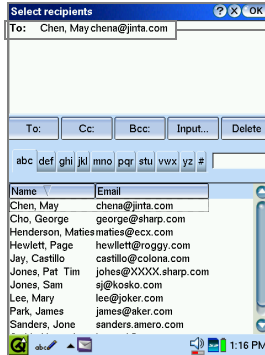 Select recipients ? X OK
To: Chen, May chena@jinta.com
To: Cc: Bcc: Input... Delete
abc def ghi jkl mno pqr stu vwx yz #
Name Email
Chen, May chena@jinta.com
Cho, George george@sharp.com
Henderson, Maties maties@ecx.com
Hewlett, Page hewllett@roggy.com
Jay, Castillo castillo@colona.com
Jones, Pat Tim johes@XXXX.sharp.com
Jones, Sam sj@kosko.com
Lee, Mary lee@joker.com
Park, James james@aker.com
Sanders, Jone sanders.amero.com
abc 1:16 PM